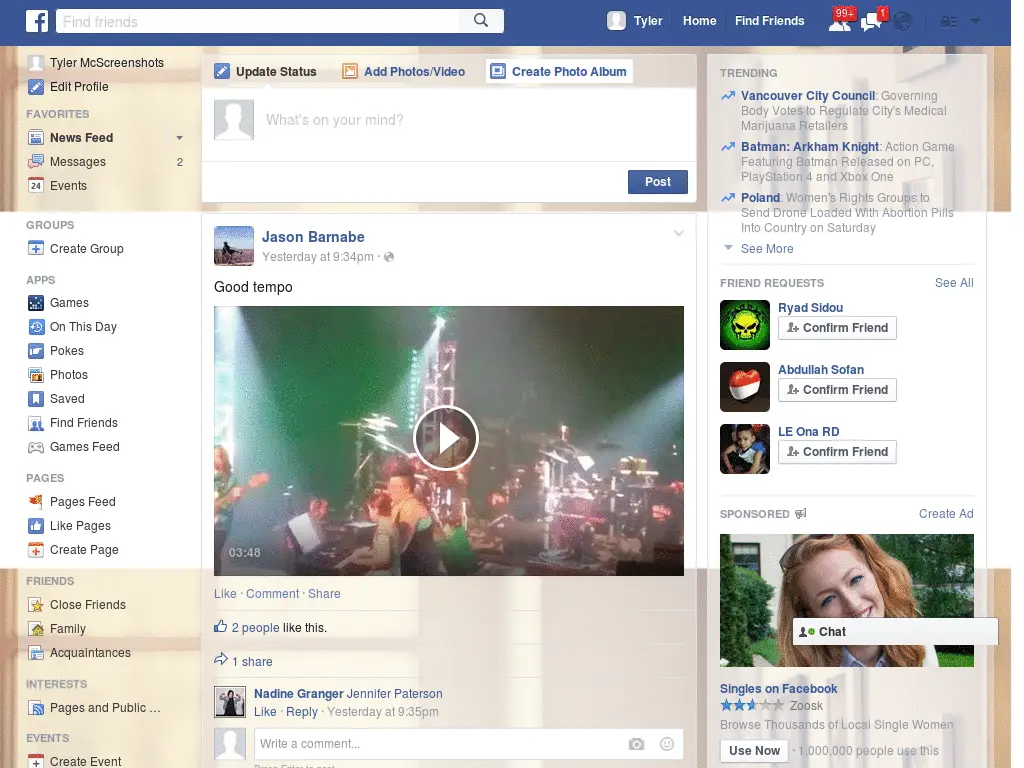 Find friends
Tyler
Home
Find Friends
99+
1
Tyler McScreenshots
Edit Profile
FAVORITES
News Feed
Messages 2
24 Events
GROUPS
Create Group
APPS
Games
On This Day
Pokes
Photos
Saved
Find Friends
Games Feed
PAGES
Pages Feed
Like Pages
Create Page
FRIENDS
Close Friends
Family
Acquaintances
INTERESTS
Pages and Public ...
EVENTS
Create Event
Update Status
Add Photos/Video
Create Photo Album
What's on your mind?
Post
Jason Barnabe
Yesterday at 9:34pm ·
Good tempo
03:48
Like · Comment · Share
2 people like this.
1 share
Nadine Granger Jennifer Paterson
Like · Reply · Yesterday at 9:35pm
Write a comment...
TRENDING
Vancouver City Council: Governing
Body Votes to Regulate City's Medical
Marijuana Retailers
Batman: Arkham Knight: Action Game
Featuring Batman Released on PC,
PlayStation 4 and Xbox One
Poland: Women's Rights Groups to
Send Drone Loaded With Abortion Pills
Into Country on Saturday
See More
FRIEND REQUESTS See All
Ryad Sidou
Confirm Friend
Abdullah Sofan
Confirm Friend
LE Ona RD
Confirm Friend
SPONSORED Create Ad
Chat
Singles on Facebook
Zoosk
Browse Thousands of Local Single Women
Use Now · 1,000,000 people use this